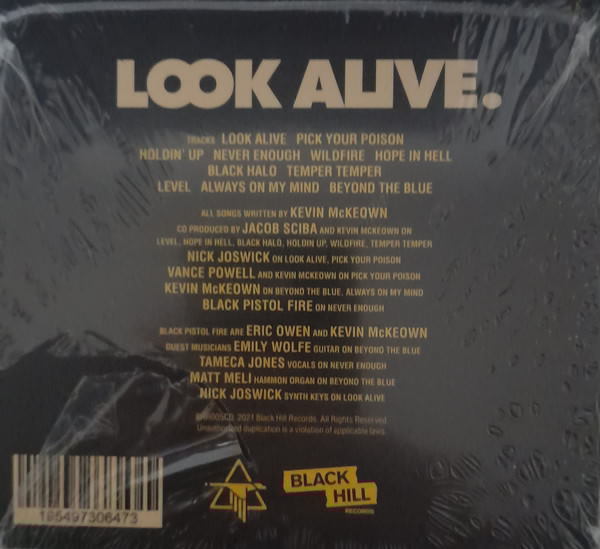 LOOK ALIVE.
TRACKS LOOK ALIVE PICK YOUR POISON
HOLDIN' UP NEVER ENOUGH WILDFIRE HOPE IN HELL
BLACK HALO TEMPER TEMPER
LEVEL ALWAYS ON MY MIND BEYOND THE BLUE
ALL SONGS WRITTEN BY KEVIN McKEOWN
CO PRODUCED BY JACOB SCIBA AND KEVIN MCKEOWN ON
LEVEL, HOPE IN HELL, BLACK HALO, HOLDIN UP, WILDFIRE, TEMPER TEMPER
NICK JOSWICK ON LOOK ALIVE, PICK YOUR POISON
VANCE POWELL AND KEVIN MCKEOWN ON PICK YOUR POISON
KEVIN McKEOWN ON BEYOND THE BLUE, ALWAYS ON MY MIND
BLACK PISTOL FIRE ON NEVER ENOUGH
BLACK PISTOL FIRE ARE ERIC OWEN AND KEVIN McKEOWN
GUEST MUSICIANS EMILY WOLFE GUITAR ON BEYOND THE BLUE
TAMECA JONES VOCALS ON NEVER ENOUGH
MATT MELI HAMMON ORGAN ON BEYOND THE BLUE
NICK JOSWICK SYNTH KEYS ON LOOK ALIVE
2021 Black Hill Records. All Rights Reserved
Unauthorized duplication is a violation of applicable laws.
195497306473
BLACK
HILL
RECORDS